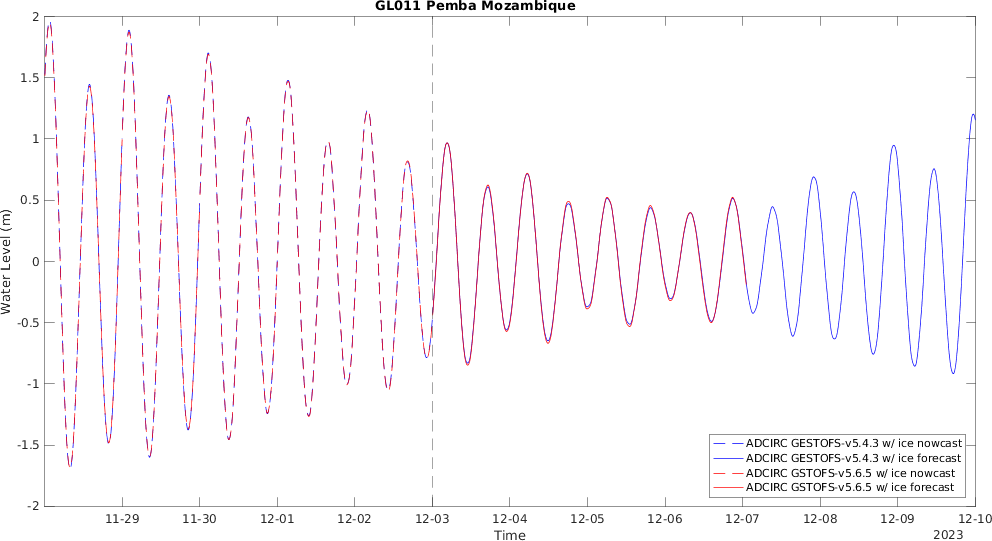 GL011 Pemba Mozambique
2
1.5
1
0.5
0
-0.5
-1
-1.5
-2
Water Level (m)
ADCIRC GESTOFS-v5.4.3 w/ ice nowcast
ADCIRC GESTOFS-v5.4.3 w/ ice forecast
ADCIRC GSTOFS-v5.6.5 w/ ice nowcast
ADCIRC GSTOFS-v5.6.5 w/ ice forecast
11-29 11-30 12-01 12-02 12-03 12-04 12-05 12-06 12-07 12-08 12-09 12-10
Time
2023